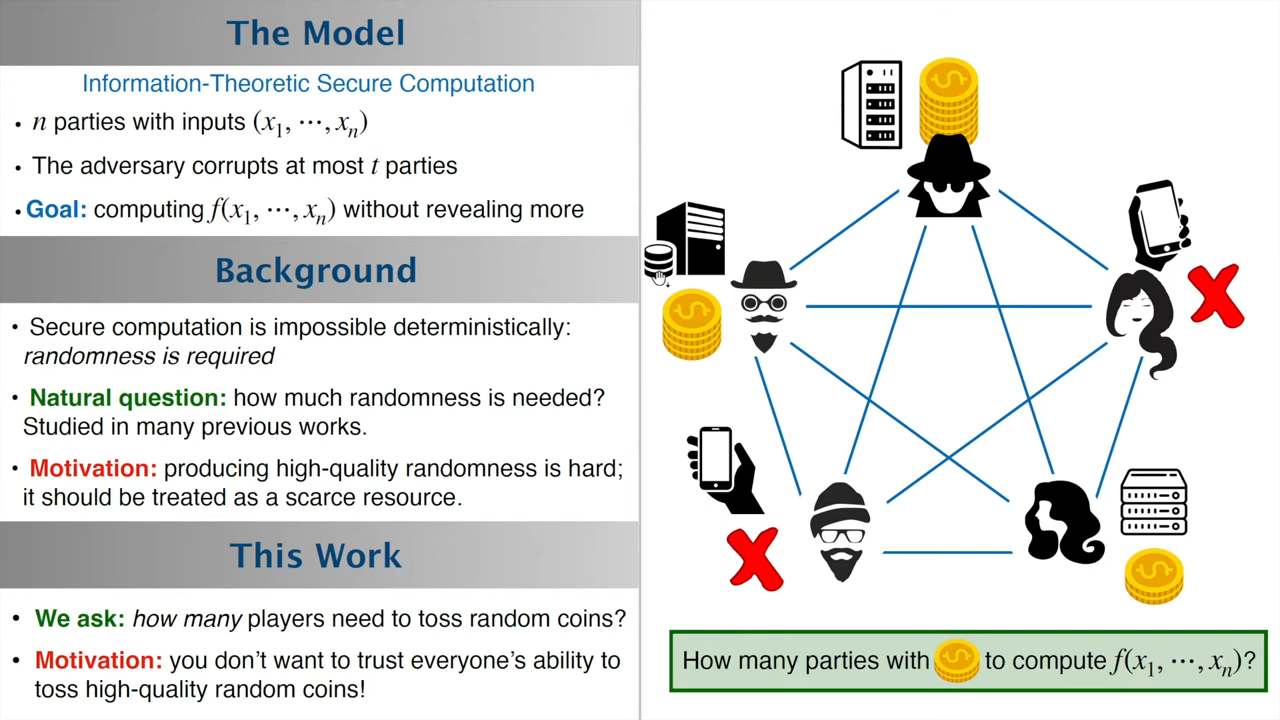 The Model
Information-Theoretic Secure Computation
• n parties with inputs (x₁, ⋯, xₙ)
• The adversary corrupts at most t parties
• Goal: computing f(x₁, ⋯, xₙ) without revealing more
Background
• Secure computation is impossible deterministically:
randomness is required
• Natural question: how much randomness is needed?
Studied in many previous works.
• Motivation: producing high-quality randomness is hard;
it should be treated as a scarce resource.
This Work
• We ask: how many players need to toss random coins?
• Motivation: you don't want to trust everyone's ability to
toss high-quality random coins!
How many parties with $ to compute f(x₁, ⋯, xₙ)?